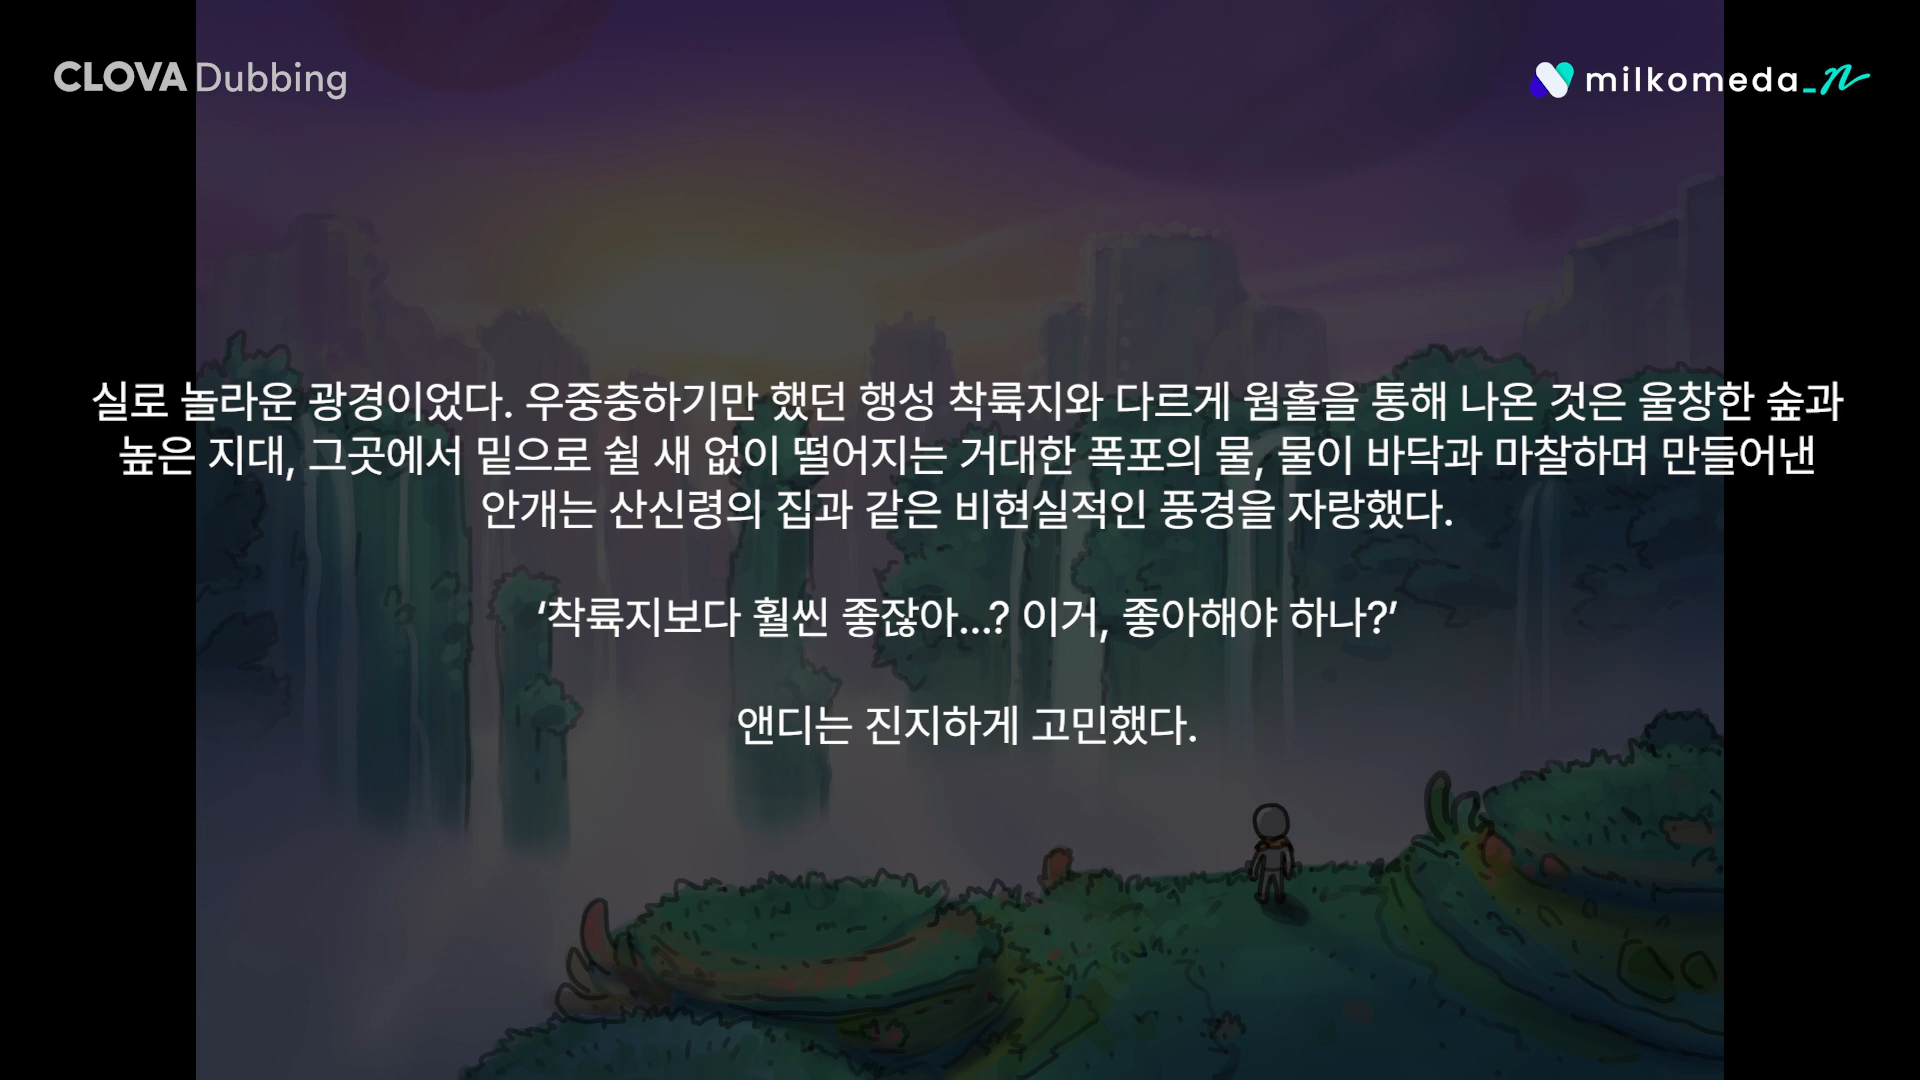 CLOVA Dubbing
milkomeda_n
실로 놀라운 광경이었다. 우중충하기만 했던 행성 착륙지와 다르게 웜홀을 통해 나온 것은 울창한 숲과
높은 지대, 그곳에서 밑으로 쉴 새 없이 떨어지는 거대한 폭포의 물, 물이 바닥과 마찰하며 만들어낸
안개는 산신령의 집과 같은 비현실적인 풍경을 자랑했다.
‘착륙지보다 훨씬 좋잖아...? 이거, 좋아해야 하나?’
앤디는 진지하게 고민했다.